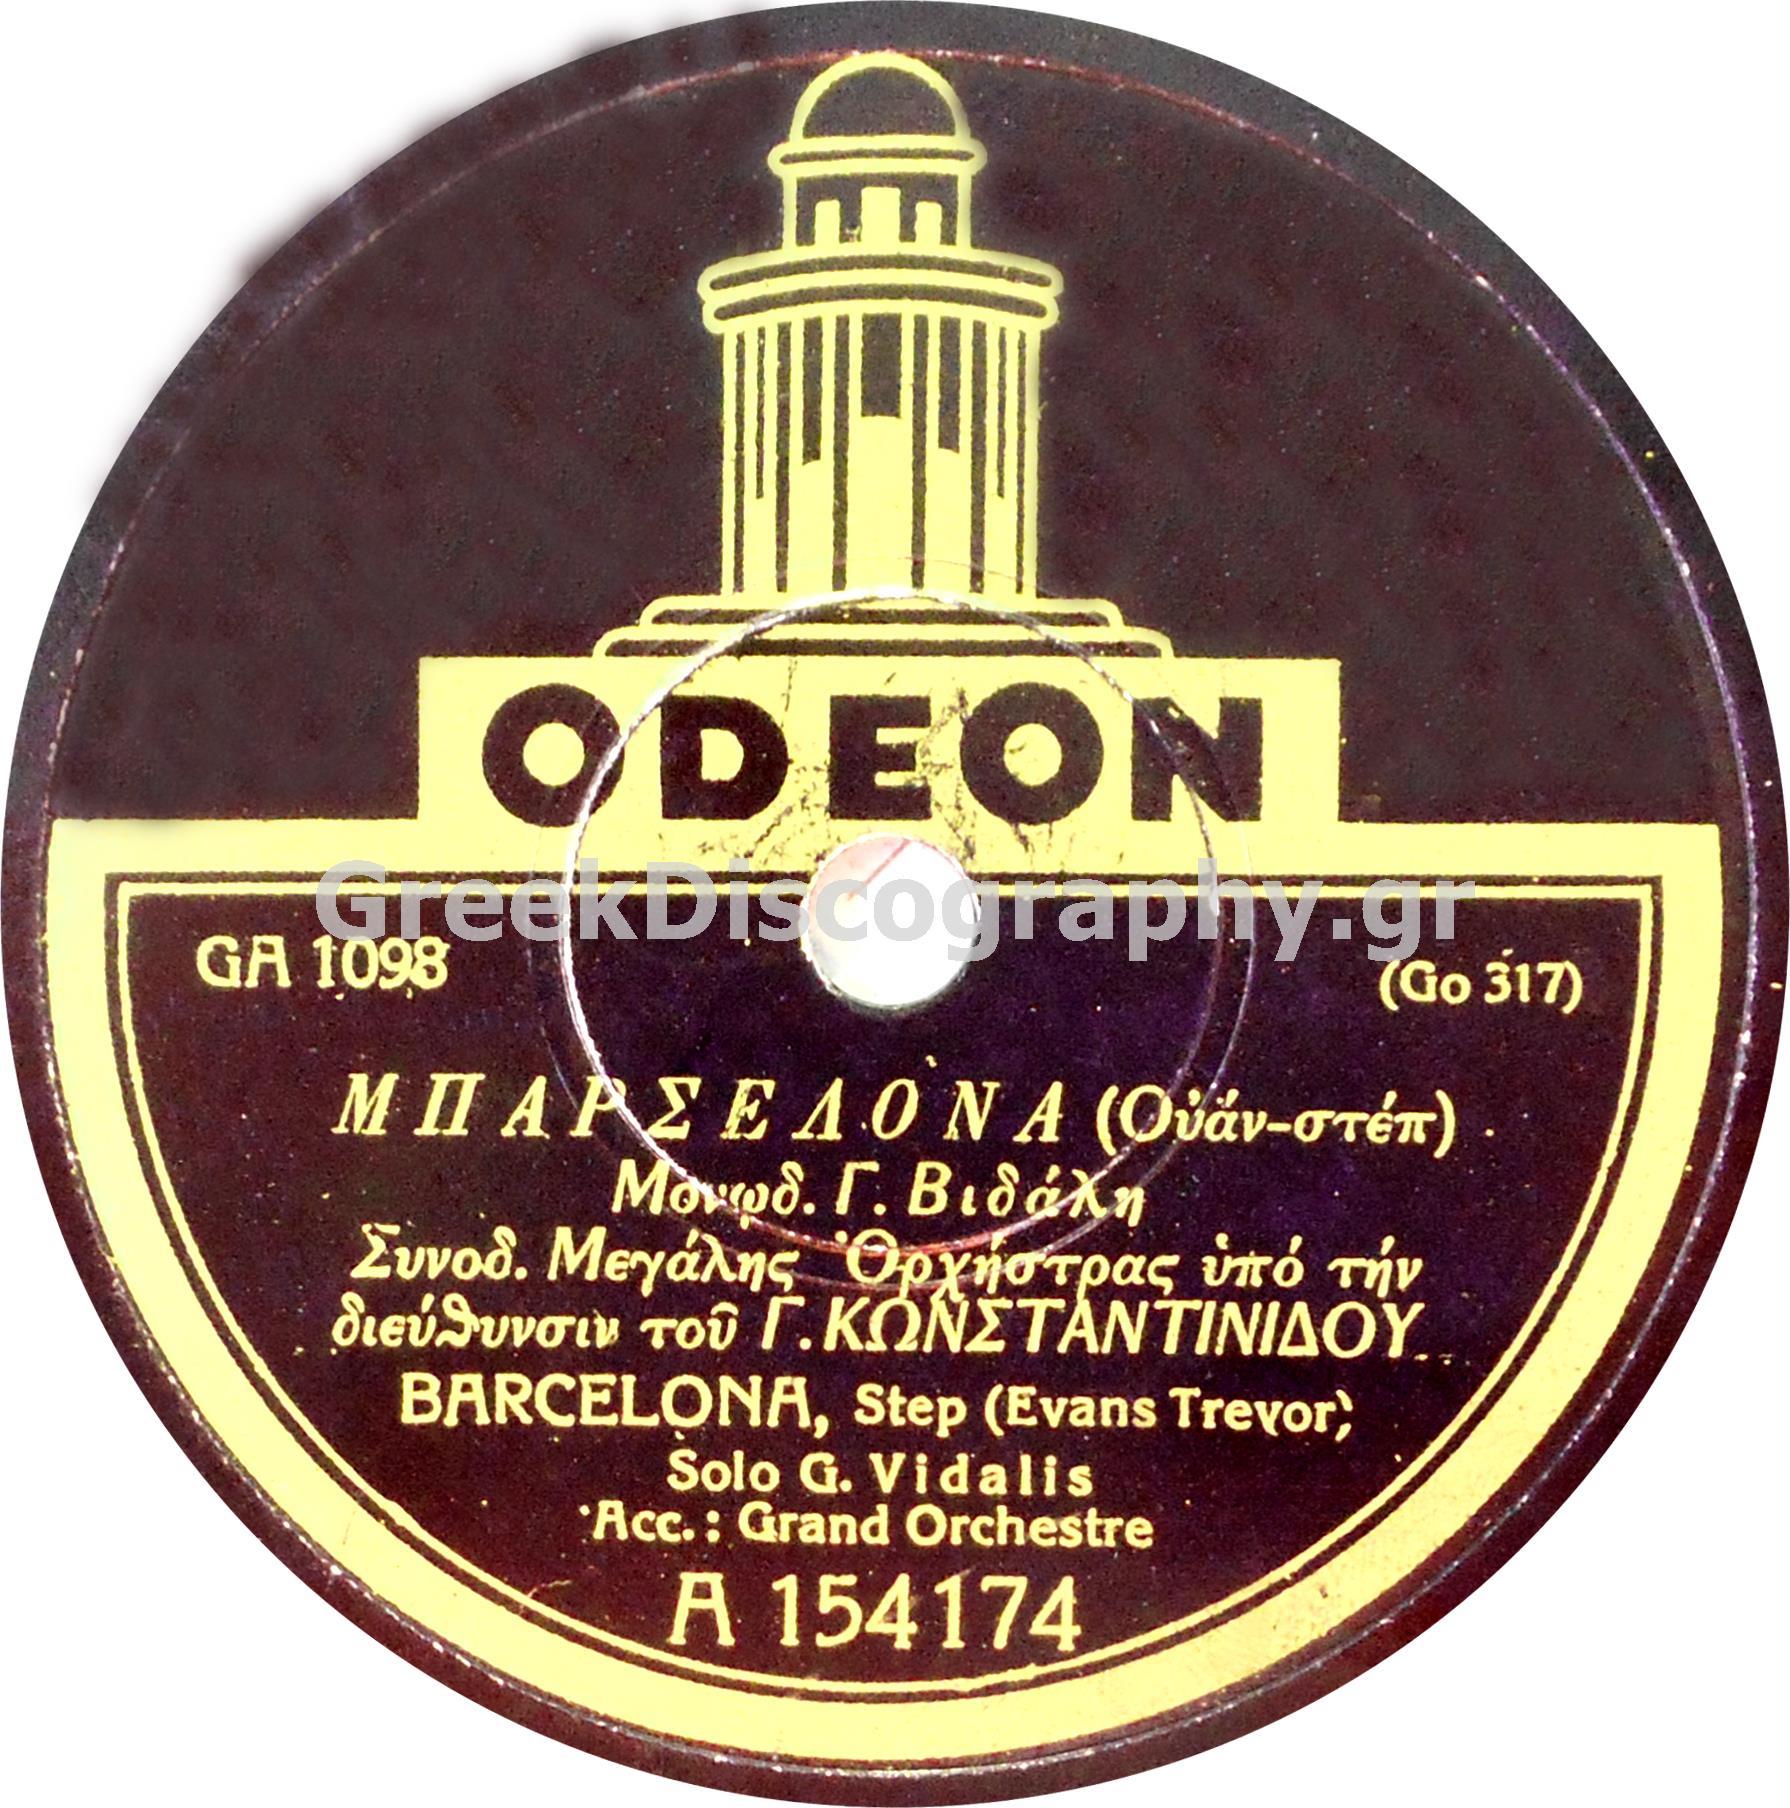 ODEON
GreekDiscography.gr
GA 1098
(Go 317)
ΜΠΑΡΣΕΛΟΝΑ (Οὐάν-στέπ)
Μονῳδ. Γ. Βιδάλη
Συνοδ. Μεγάλης Ὀρχήστρας ὑπό τήν
διεύθυνσιν τοῦ Γ. ΚΩΝΣΤΑΝΤΙΝΙΔΟΥ
BARCELONA, Step (Evans Trevor)
Solo G. Vidalis
Acc.: Grand Orchestre
A 154174